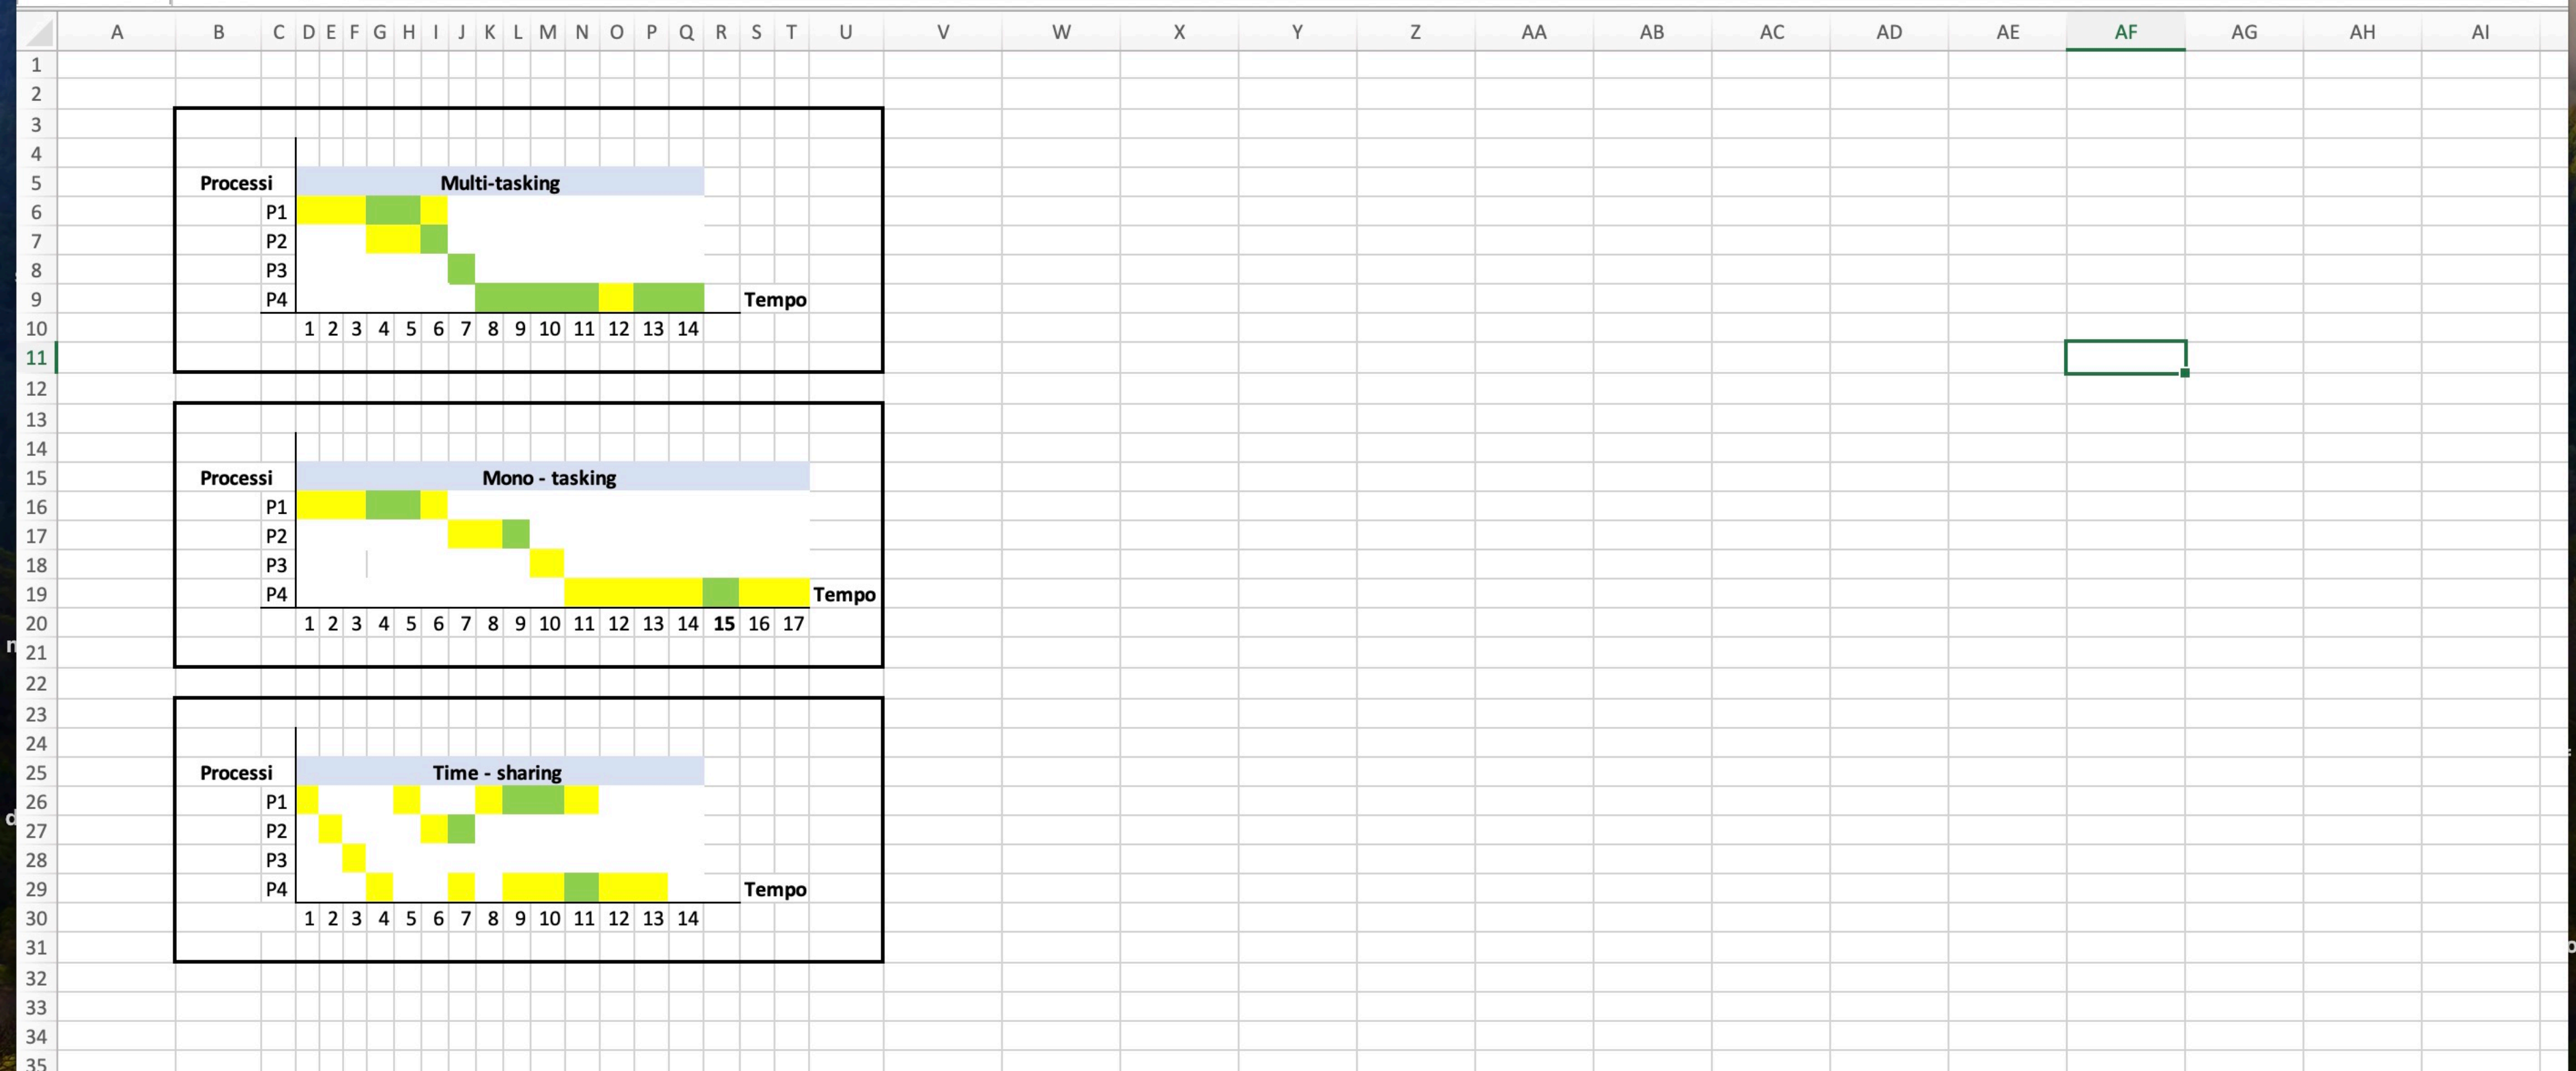 A B C D E F G H I J K L M N O P Q R S T U V W X Y Z AA AB AC AD AE AF AG AH AI
1
2
3
4
5 Processi Multi-tasking
6 P1
7 P2
8 P3
9 P4 Tempo
10 1 2 3 4 5 6 7 8 9 10 11 12 13 14
11
12
13
14
15 Processi Mono - tasking
16 P1
17 P2
18 P3
19 P4 Tempo
20 1 2 3 4 5 6 7 8 9 10 11 12 13 14 15 16 17
21
22
23
24
25 Processi Time - sharing
26 P1
27 P2
28 P3
29 P4 Tempo
30 1 2 3 4 5 6 7 8 9 10 11 12 13 14
31
32
33
34
35